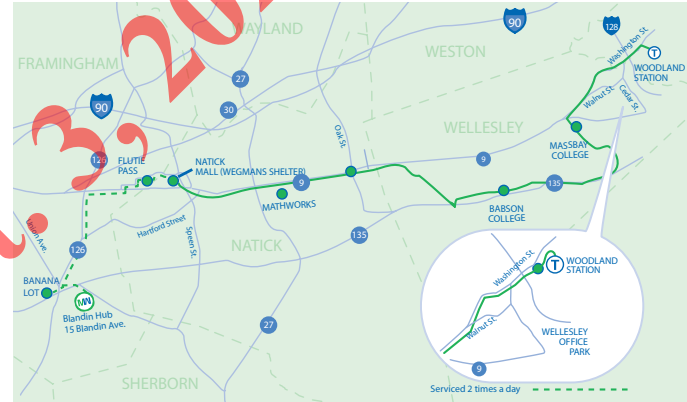 90
128
Washington St.
WAYLAND
WESTON
T
WOODLAND
STATION
FRAMINGHAM
27
90
30
Walnut St.
Cedar St.
Oak St.
WELLESLEY
MASSBAY
COLLEGE
126
FLUTIE
PASS
NATICK
MALL (WEGMANS SHELTER)
9
9
MATHWORKS
135
BABSON
COLLEGE
Union Ave.
Hartford Street
Speen St.
126
NATICK
135
Washington St.
T
WOODLAND
STATION
BANANA
LOT
MW
Blandin Hub
15 Blandin Ave.
27
Walnut St.
WELLESLEY
OFFICE
PARK
9
SHERBORN
Serviced 2 times a day